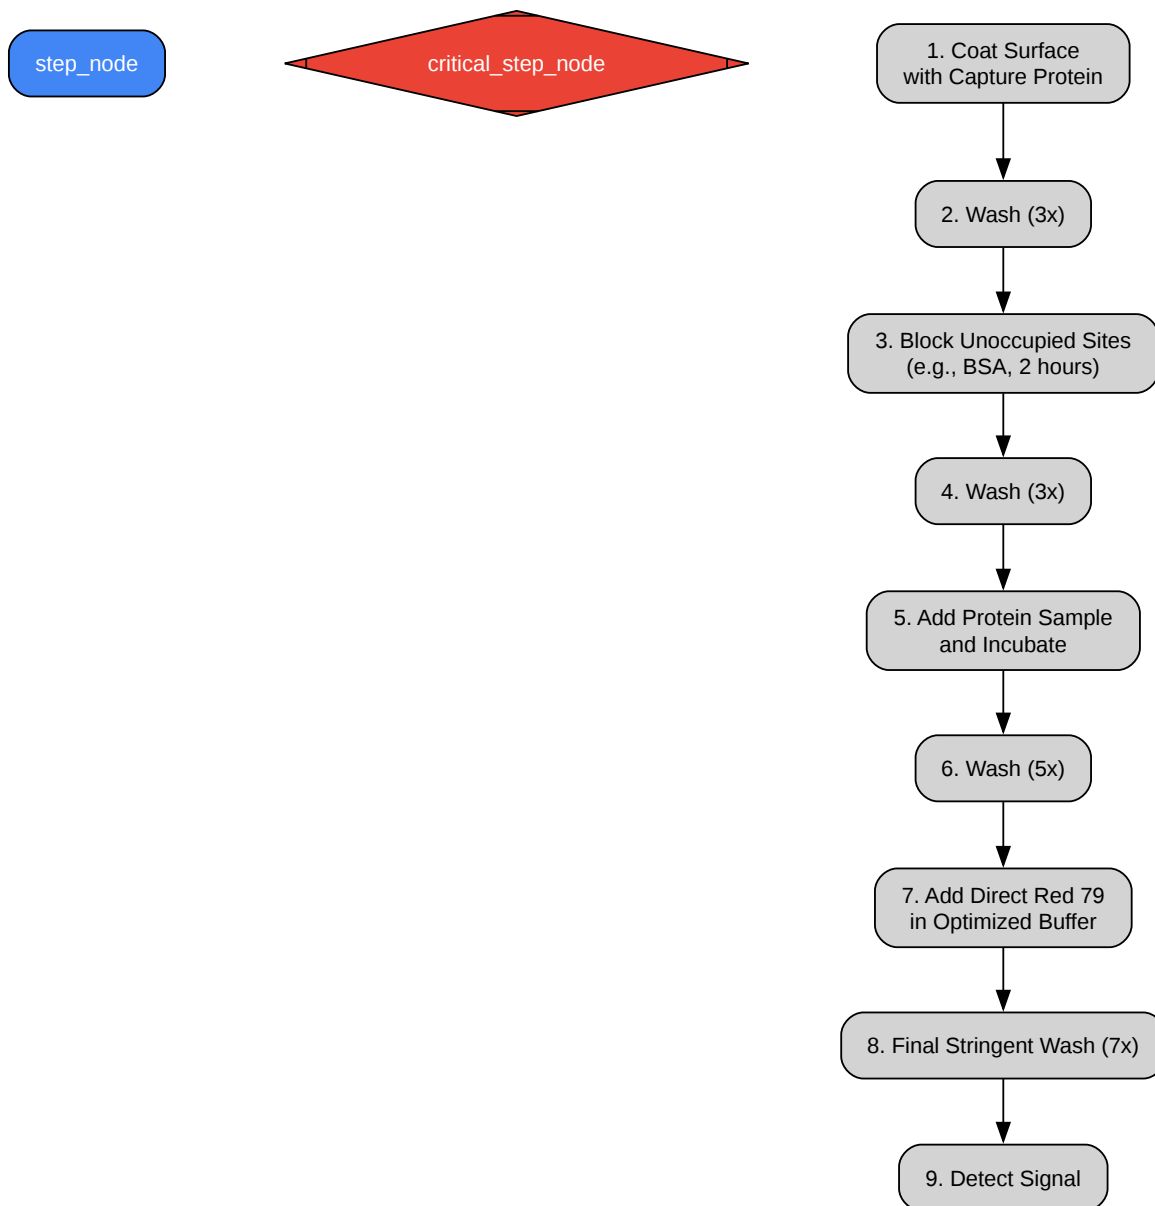 step_node
critical_step_node
1. Coat Surface
with Capture Protein
2. Wash (3x)
3. Block Unoccupied Sites
(e.g., BSA, 2 hours)
4. Wash (3x)
5. Add Protein Sample
and Incubate
6. Wash (5x)
7. Add Direct Red 79
in Optimized Buffer
8. Final Stringent Wash (7x)
9. Detect Signal